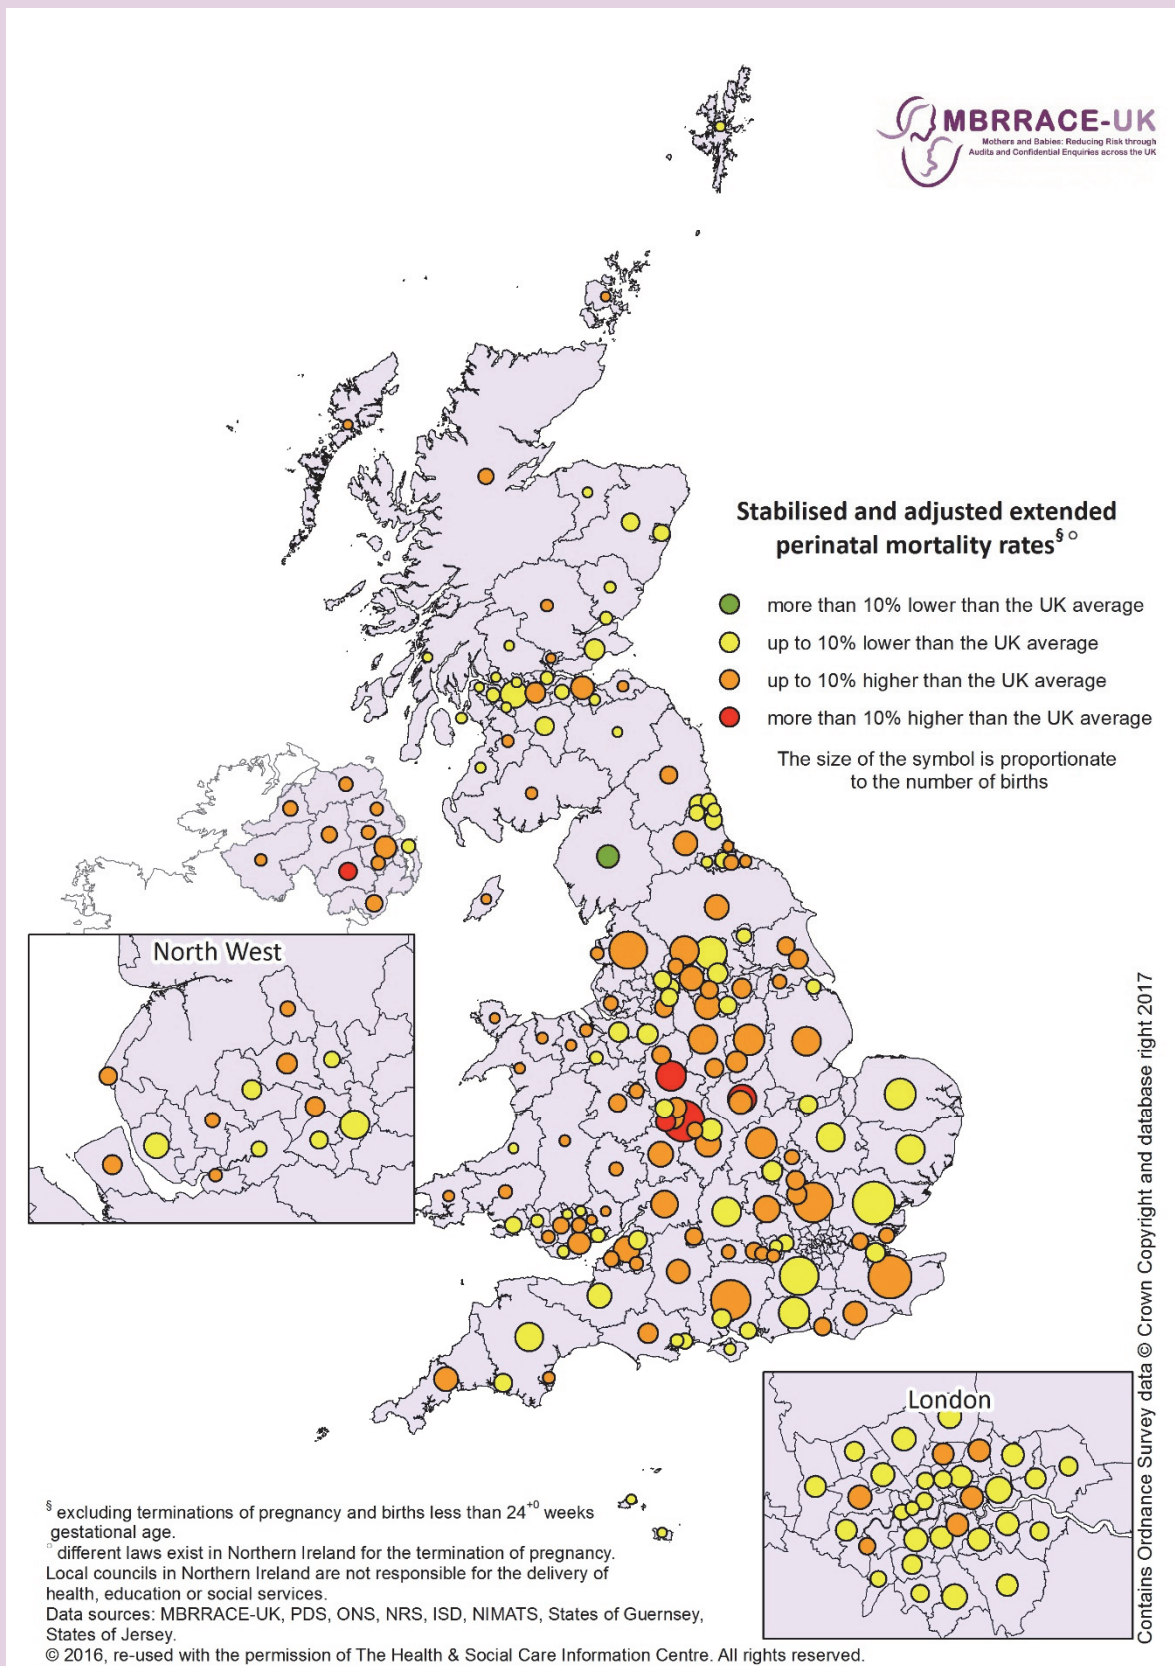 MBRRACE-UK
Mothers and Babies: Reducing Risk through
Audits and Confidential Enquiries across the UK
Stabilised and adjusted extended
perinatal mortality rates§ °
more than 10% lower than the UK average
up to 10% lower than the UK average
up to 10% higher than the UK average
more than 10% higher than the UK average
The size of the symbol is proportionate
to the number of births
North West
London
Contains Ordnance Survey data © Crown Copyright and database right 2017
§ excluding terminations of pregnancy and births less than 24+0 weeks
gestational age.
° different laws exist in Northern Ireland for the termination of pregnancy.
Local councils in Northern Ireland are not responsible for the delivery of
health, education or social services.
Data sources: MBRRACE-UK, PDS, ONS, NRS, ISD, NIMATS, States of Guernsey,
States of Jersey.
© 2016, re-used with the permission of The Health & Social Care Information Centre. All rights reserved.